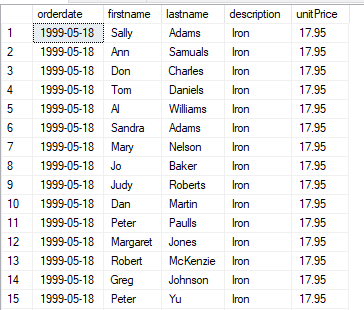 orderdate firstname lastname description unitPrice
1 1999-05-18 Sally Adams Iron 17.95
2 1999-05-18 Ann Samuals Iron 17.95
3 1999-05-18 Don Charles Iron 17.95
4 1999-05-18 Tom Daniels Iron 17.95
5 1999-05-18 Al Williams Iron 17.95
6 1999-05-18 Sandra Adams Iron 17.95
7 1999-05-18 Mary Nelson Iron 17.95
8 1999-05-18 Jo Baker Iron 17.95
9 1999-05-18 Judy Roberts Iron 17.95
10 1999-05-18 Dan Martin Iron 17.95
11 1999-05-18 Peter Paulls Iron 17.95
12 1999-05-18 Margaret Jones Iron 17.95
13 1999-05-18 Robert McKenzie Iron 17.95
14 1999-05-18 Greg Johnson Iron 17.95
15 1999-05-18 Peter Yu Iron 17.95